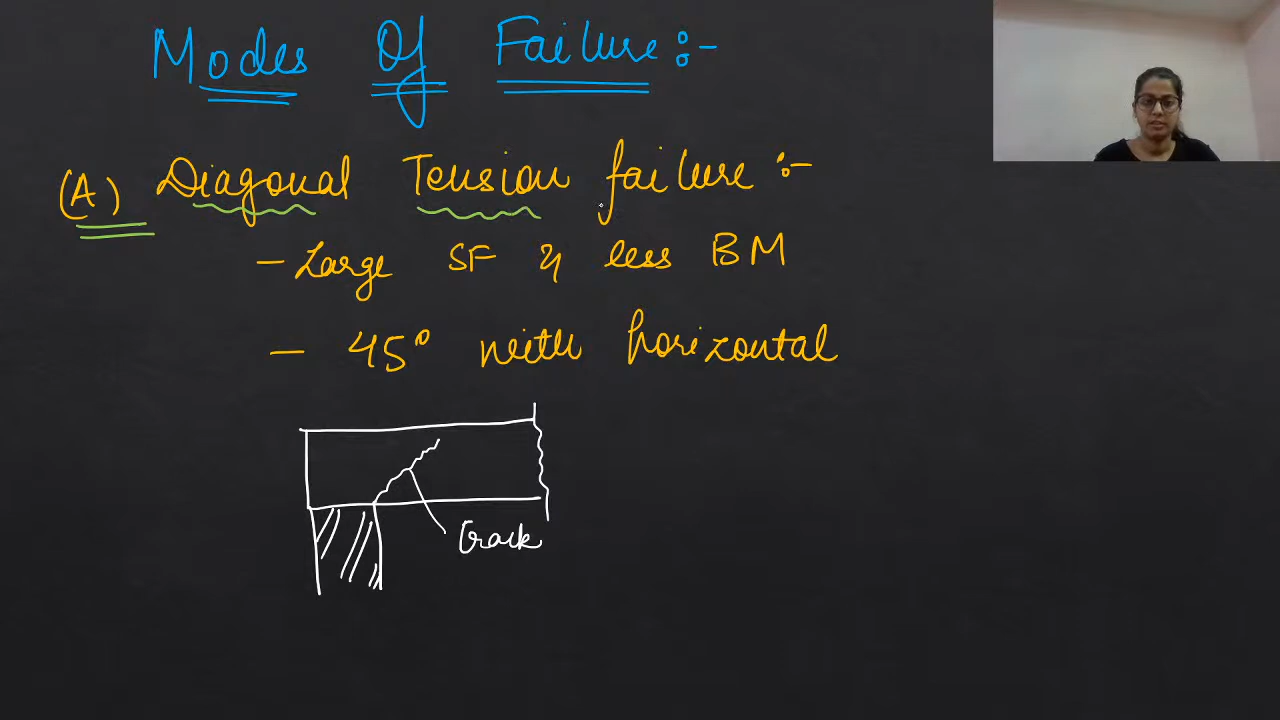 Modes Of Failure :-
(A) Diagonal Tension failure :-
- Large SF & less BM
- 45° with horizontal
Crack